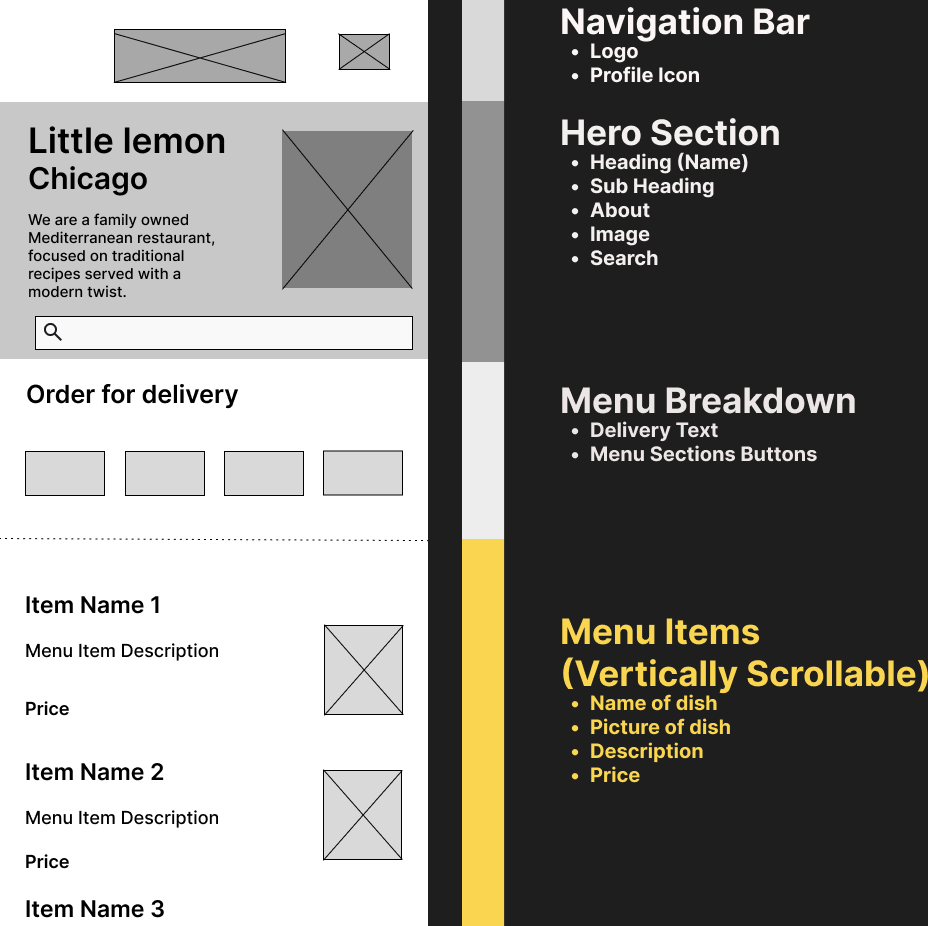 Little lemon
Chicago
We are a family owned
Mediterranean restaurant,
focused on traditional
recipes served with a
modern twist.
Order for delivery
Item Name 1
Menu Item Description
Price
Item Name 2
Menu Item Description
Price
Item Name 3
Navigation Bar
• Logo
• Profile Icon
Hero Section
• Heading (Name)
• Sub Heading
• About
• Image
• Search
Menu Breakdown
• Delivery Text
• Menu Sections Buttons
Menu Items
(Vertically Scrollable)
• Name of dish
• Picture of dish
• Description
• Price